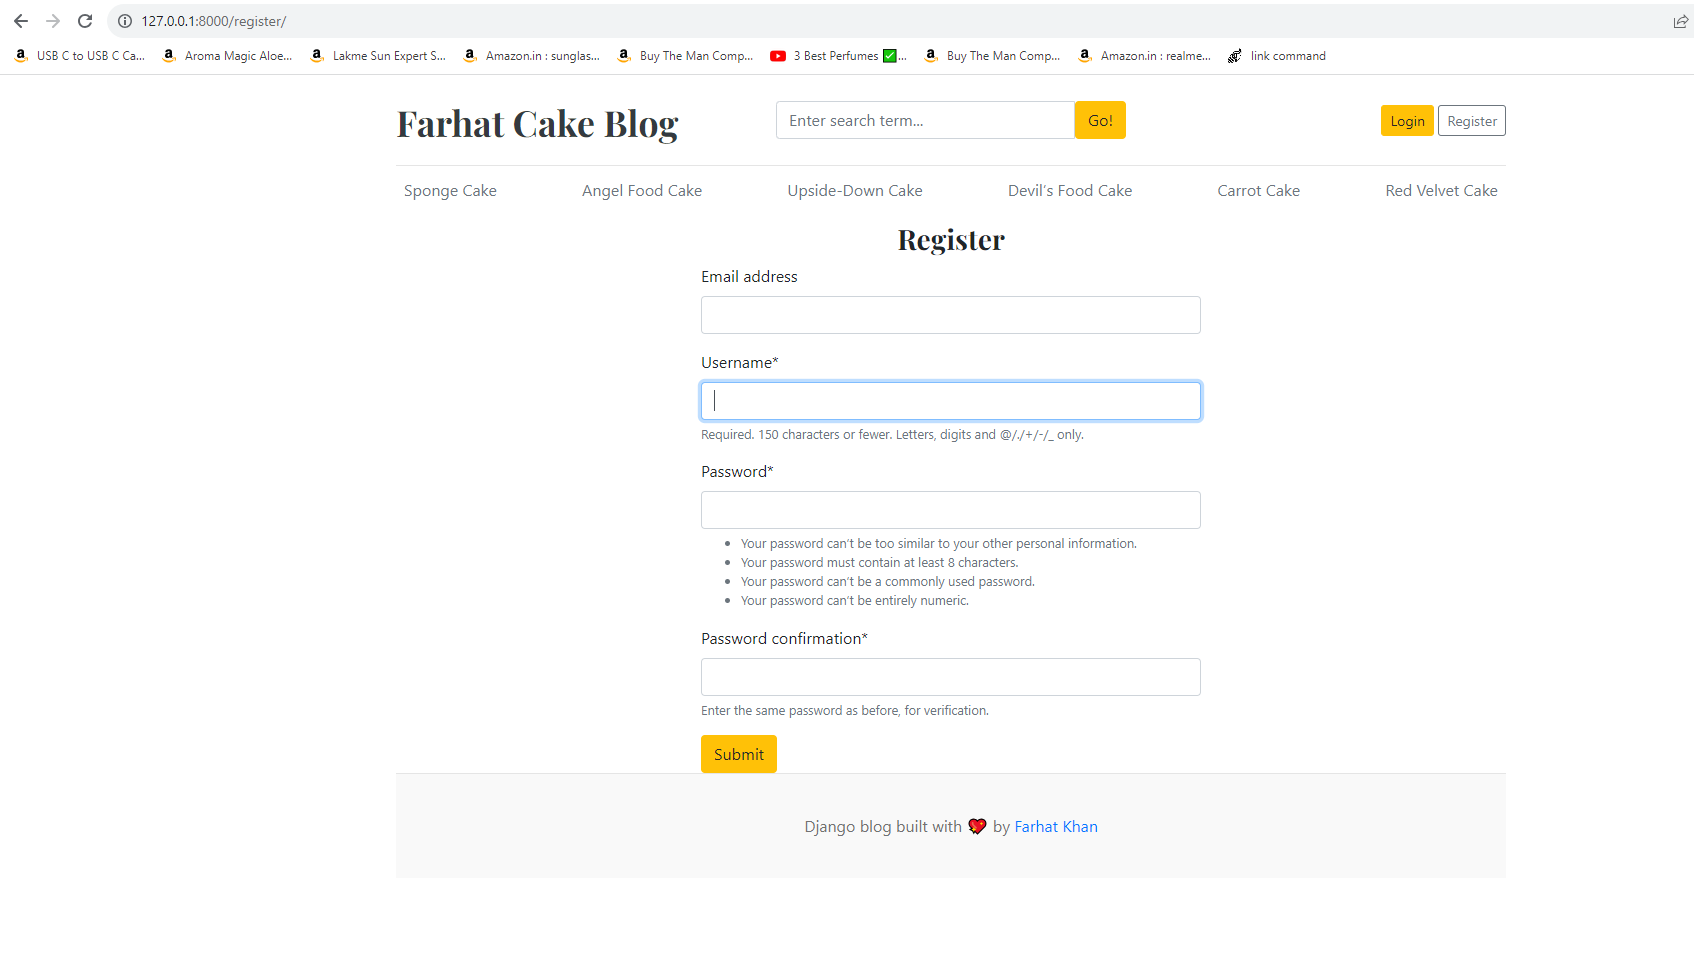 127.0.0.1:8000/register/
USB C to USB C Ca... Aroma Magic Aloe... Lakme Sun Expert S... Amazon.in : sunglas... Buy The Man Comp... 3 Best Perfumes ✅... Buy The Man Comp... Amazon.in : realme... link command
Farhat Cake Blog Enter search term... Go! Login Register
Sponge Cake Angel Food Cake Upside-Down Cake Devil’s Food Cake Carrot Cake Red Velvet Cake
Register
Email address
Username*
Required. 150 characters or fewer. Letters, digits and @/./+/-/_ only.
Password*
• Your password can’t be too similar to your other personal information.
• Your password must contain at least 8 characters.
• Your password can’t be a commonly used password.
• Your password can’t be entirely numeric.
Password confirmation*
Enter the same password as before, for verification.
Submit
Django blog built with 💖 by Farhat Khan